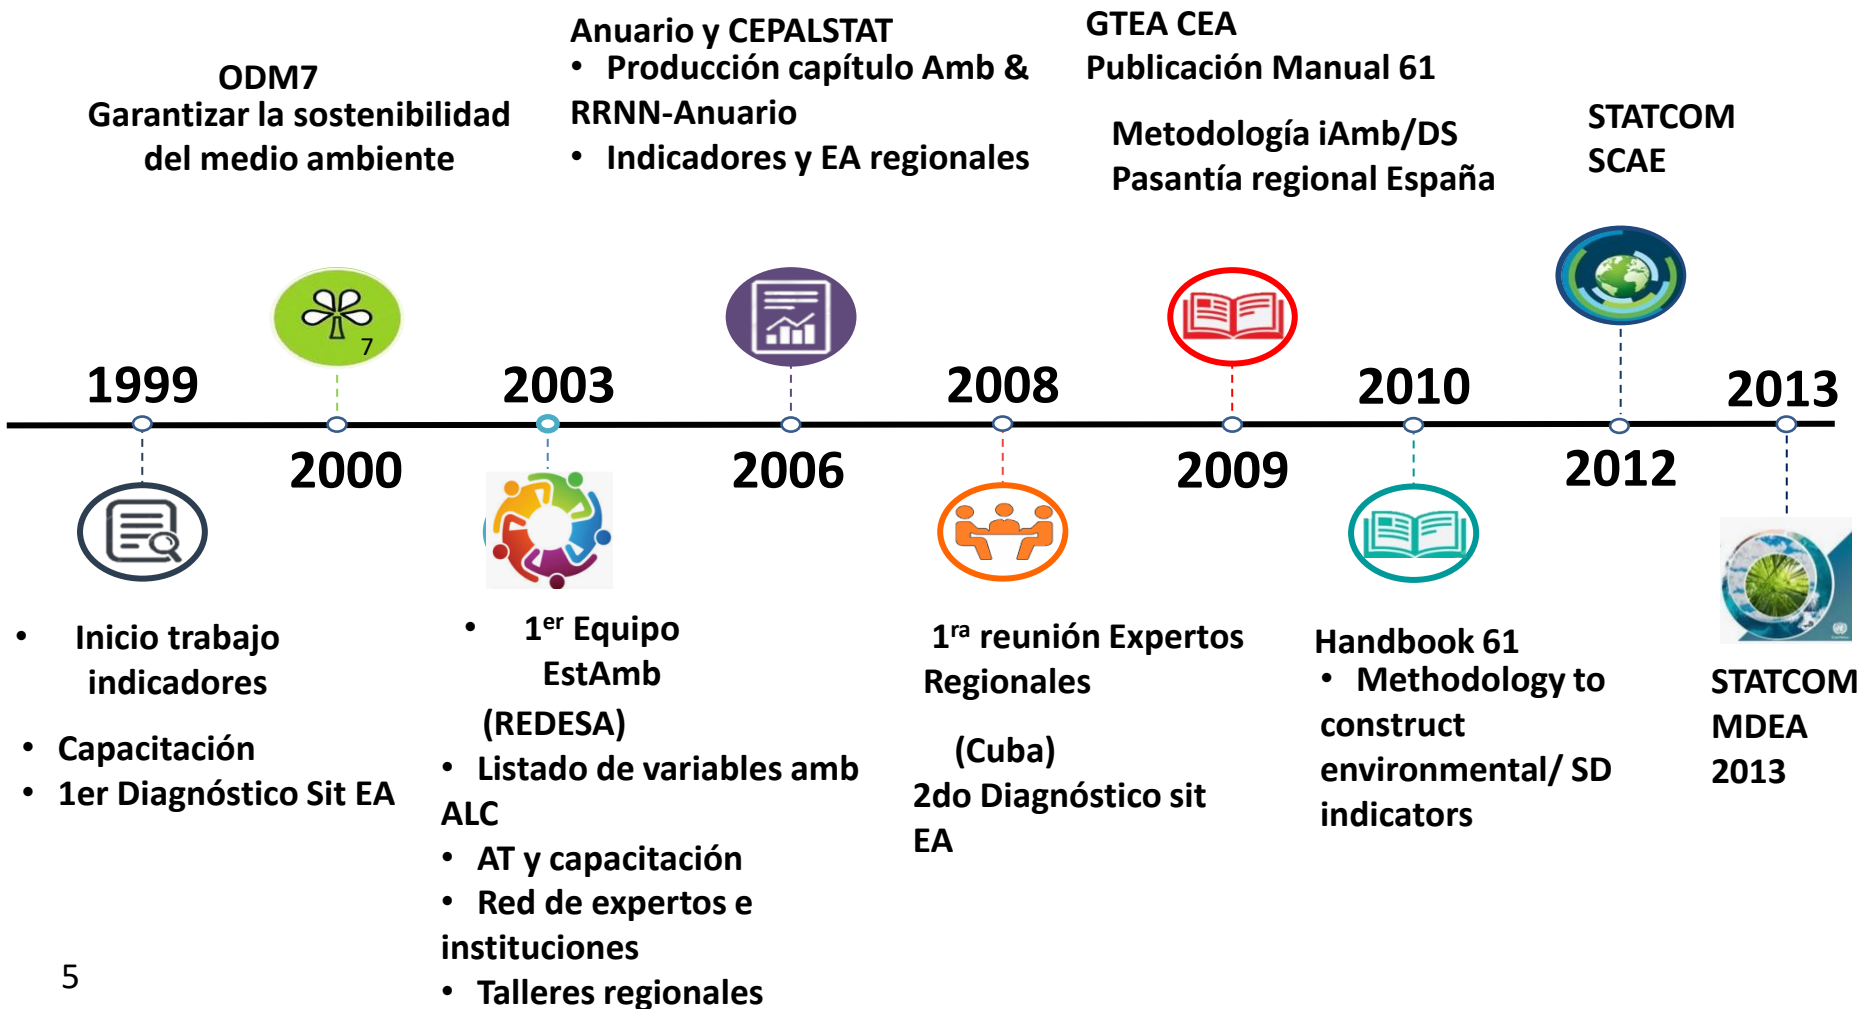 ODM7
Garantizar la sostenibilidad
del medio ambiente
Anuario y CEPALSTAT
• Producción capítulo Amb &
RRNN-Anuario
• Indicadores y EA regionales
GTEA CEA
Publicación Manual 61
Metodología iAmb/DS
Pasantía regional España
STATCOM
SCAE
7
1999
2003
2008
2010
2013
2000
2006
2009
2012
• Inicio trabajo
indicadores
• Capacitación
• 1er Diagnóstico Sit EA
• 1er Equipo
EstAmb
(REDESA)
• Listado de variables amb
ALC
• AT y capacitación
• Red de expertos e
instituciones
• Talleres regionales
1ra reunión Expertos
Regionales
(Cuba)
2do Diagnóstico sit
EA
Handbook 61
• Methodology to
construct
environmental/ SD
indicators
STATCOM
MDEA
2013
5